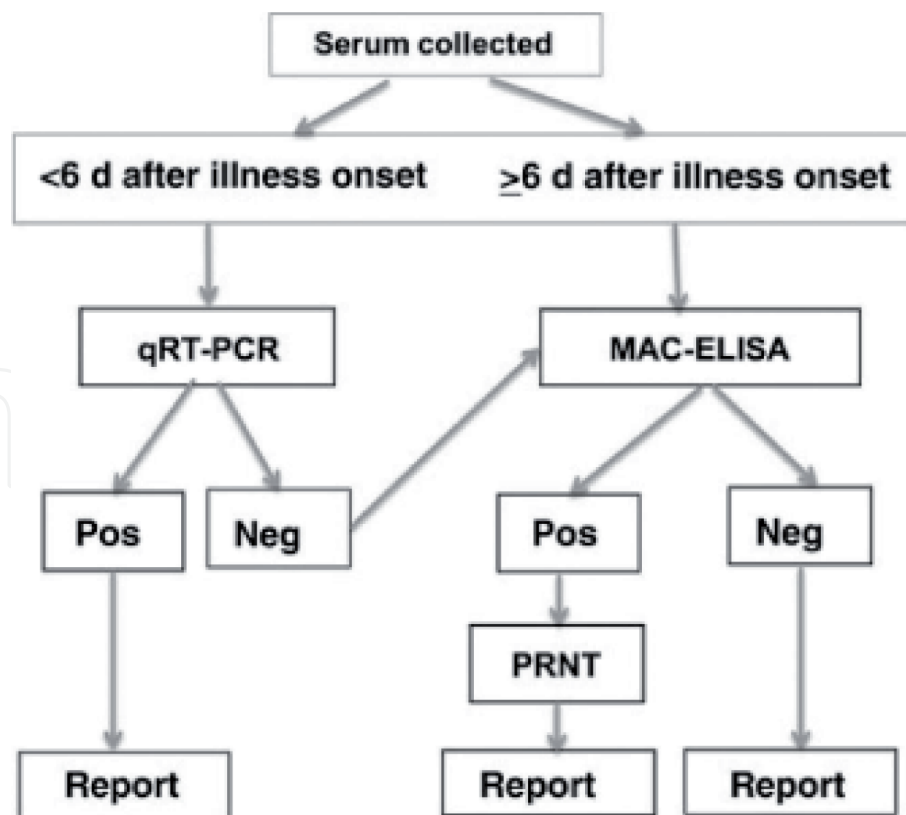 Serum collected
<6 d after illness onset
≥6 d after illness onset
qRT-PCR
MAC-ELISA
Pos
Neg
Pos
Neg
PRNT
Report
Report
Report